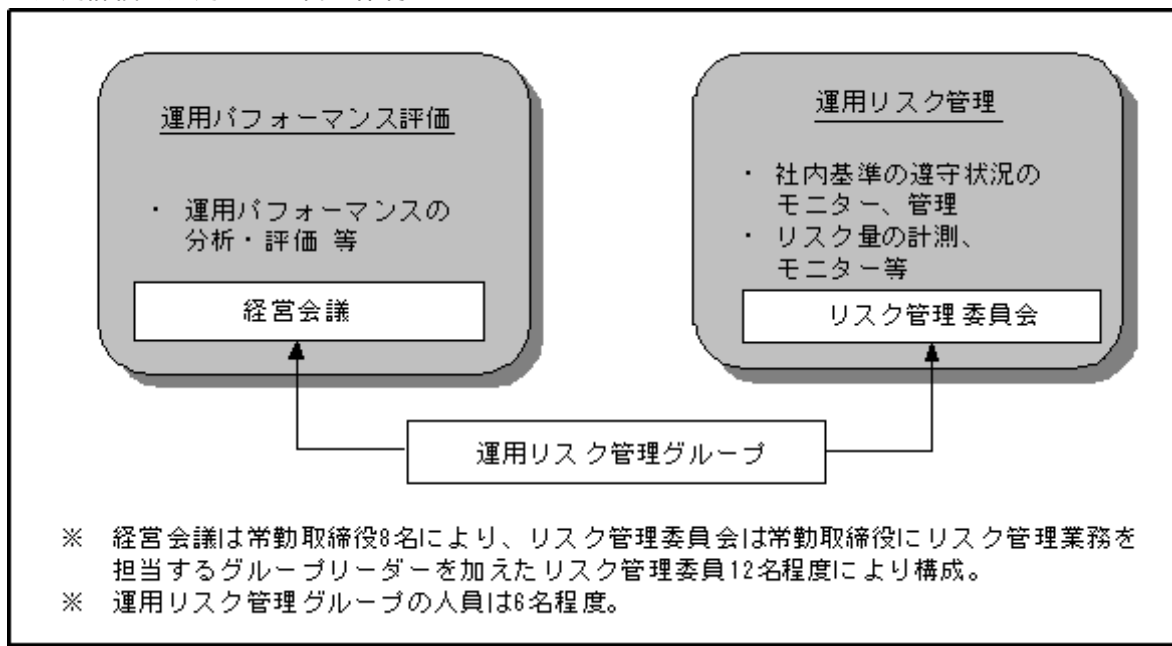 運用パフォーマンス評価
・ 運用パフォーマンスの
分析・評価 等
経営会議
運用リスク管理
・ 社内基準の遵守状況の
モニター、管理
・ リスク量の計測、
モニター等
リスク管理委員会
運用リスク管理グループ
※ 経営会議は常勤取締役8名により、リスク管理委員会は常勤取締役にリスク管理業務を
担当するグループリーダーを加えたリスク管理委員12名程度により構成。
※ 運用リスク管理グループの人員は6名程度。